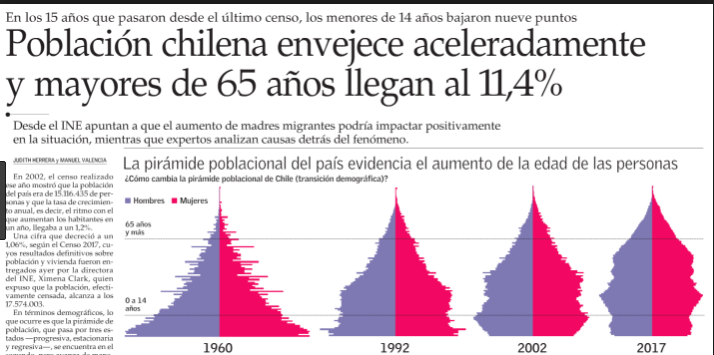 En los 15 años que pasaron desde el último censo, los menores de 14 años bajaron nueve puntos
Población chilena envejece aceleradamente
y mayores de 65 años llegan al 11,4%
Desde el INE apuntan a que el aumento de madres migrantes podría impactar positivamente
en la situación, mientras que expertos analizan causas detrás del fenómeno.
JUDITH HERRERA y MANUEL VALENCIA
En 2002, el censo realizado
ese año mostró que la población
del país era de 15.116.435 de per-
sonas y que la tasa de crecimien-
to anual, es decir, el ritmo con el
que aumentan los habitantes en
un año, llegaba a un 1,2%.
Una cifra que decreció a un
1,06%, según el Censo 2017, cu-
yos resultados definitivos sobre
población y vivienda fueron en-
tregados ayer por la directora
del INE, Ximena Clark, quien
expuso que la población, efecti-
vamente censada, alcanza a los
17.574.003.
En términos demográficos, lo
que ocurre es que la pirámide de
población, que pasa por tres es-
tados —progresiva, estacionaria
y regresiva—, se encuentra en el
La pirámide poblacional del país evidencia el aumento de la edad de las personas
¿Cómo cambia la pirámide poblacional de Chile (transición demográfica)?
Hombres Mujeres
65 años
y más
0 a 14
años
1960 1992 2002 2017